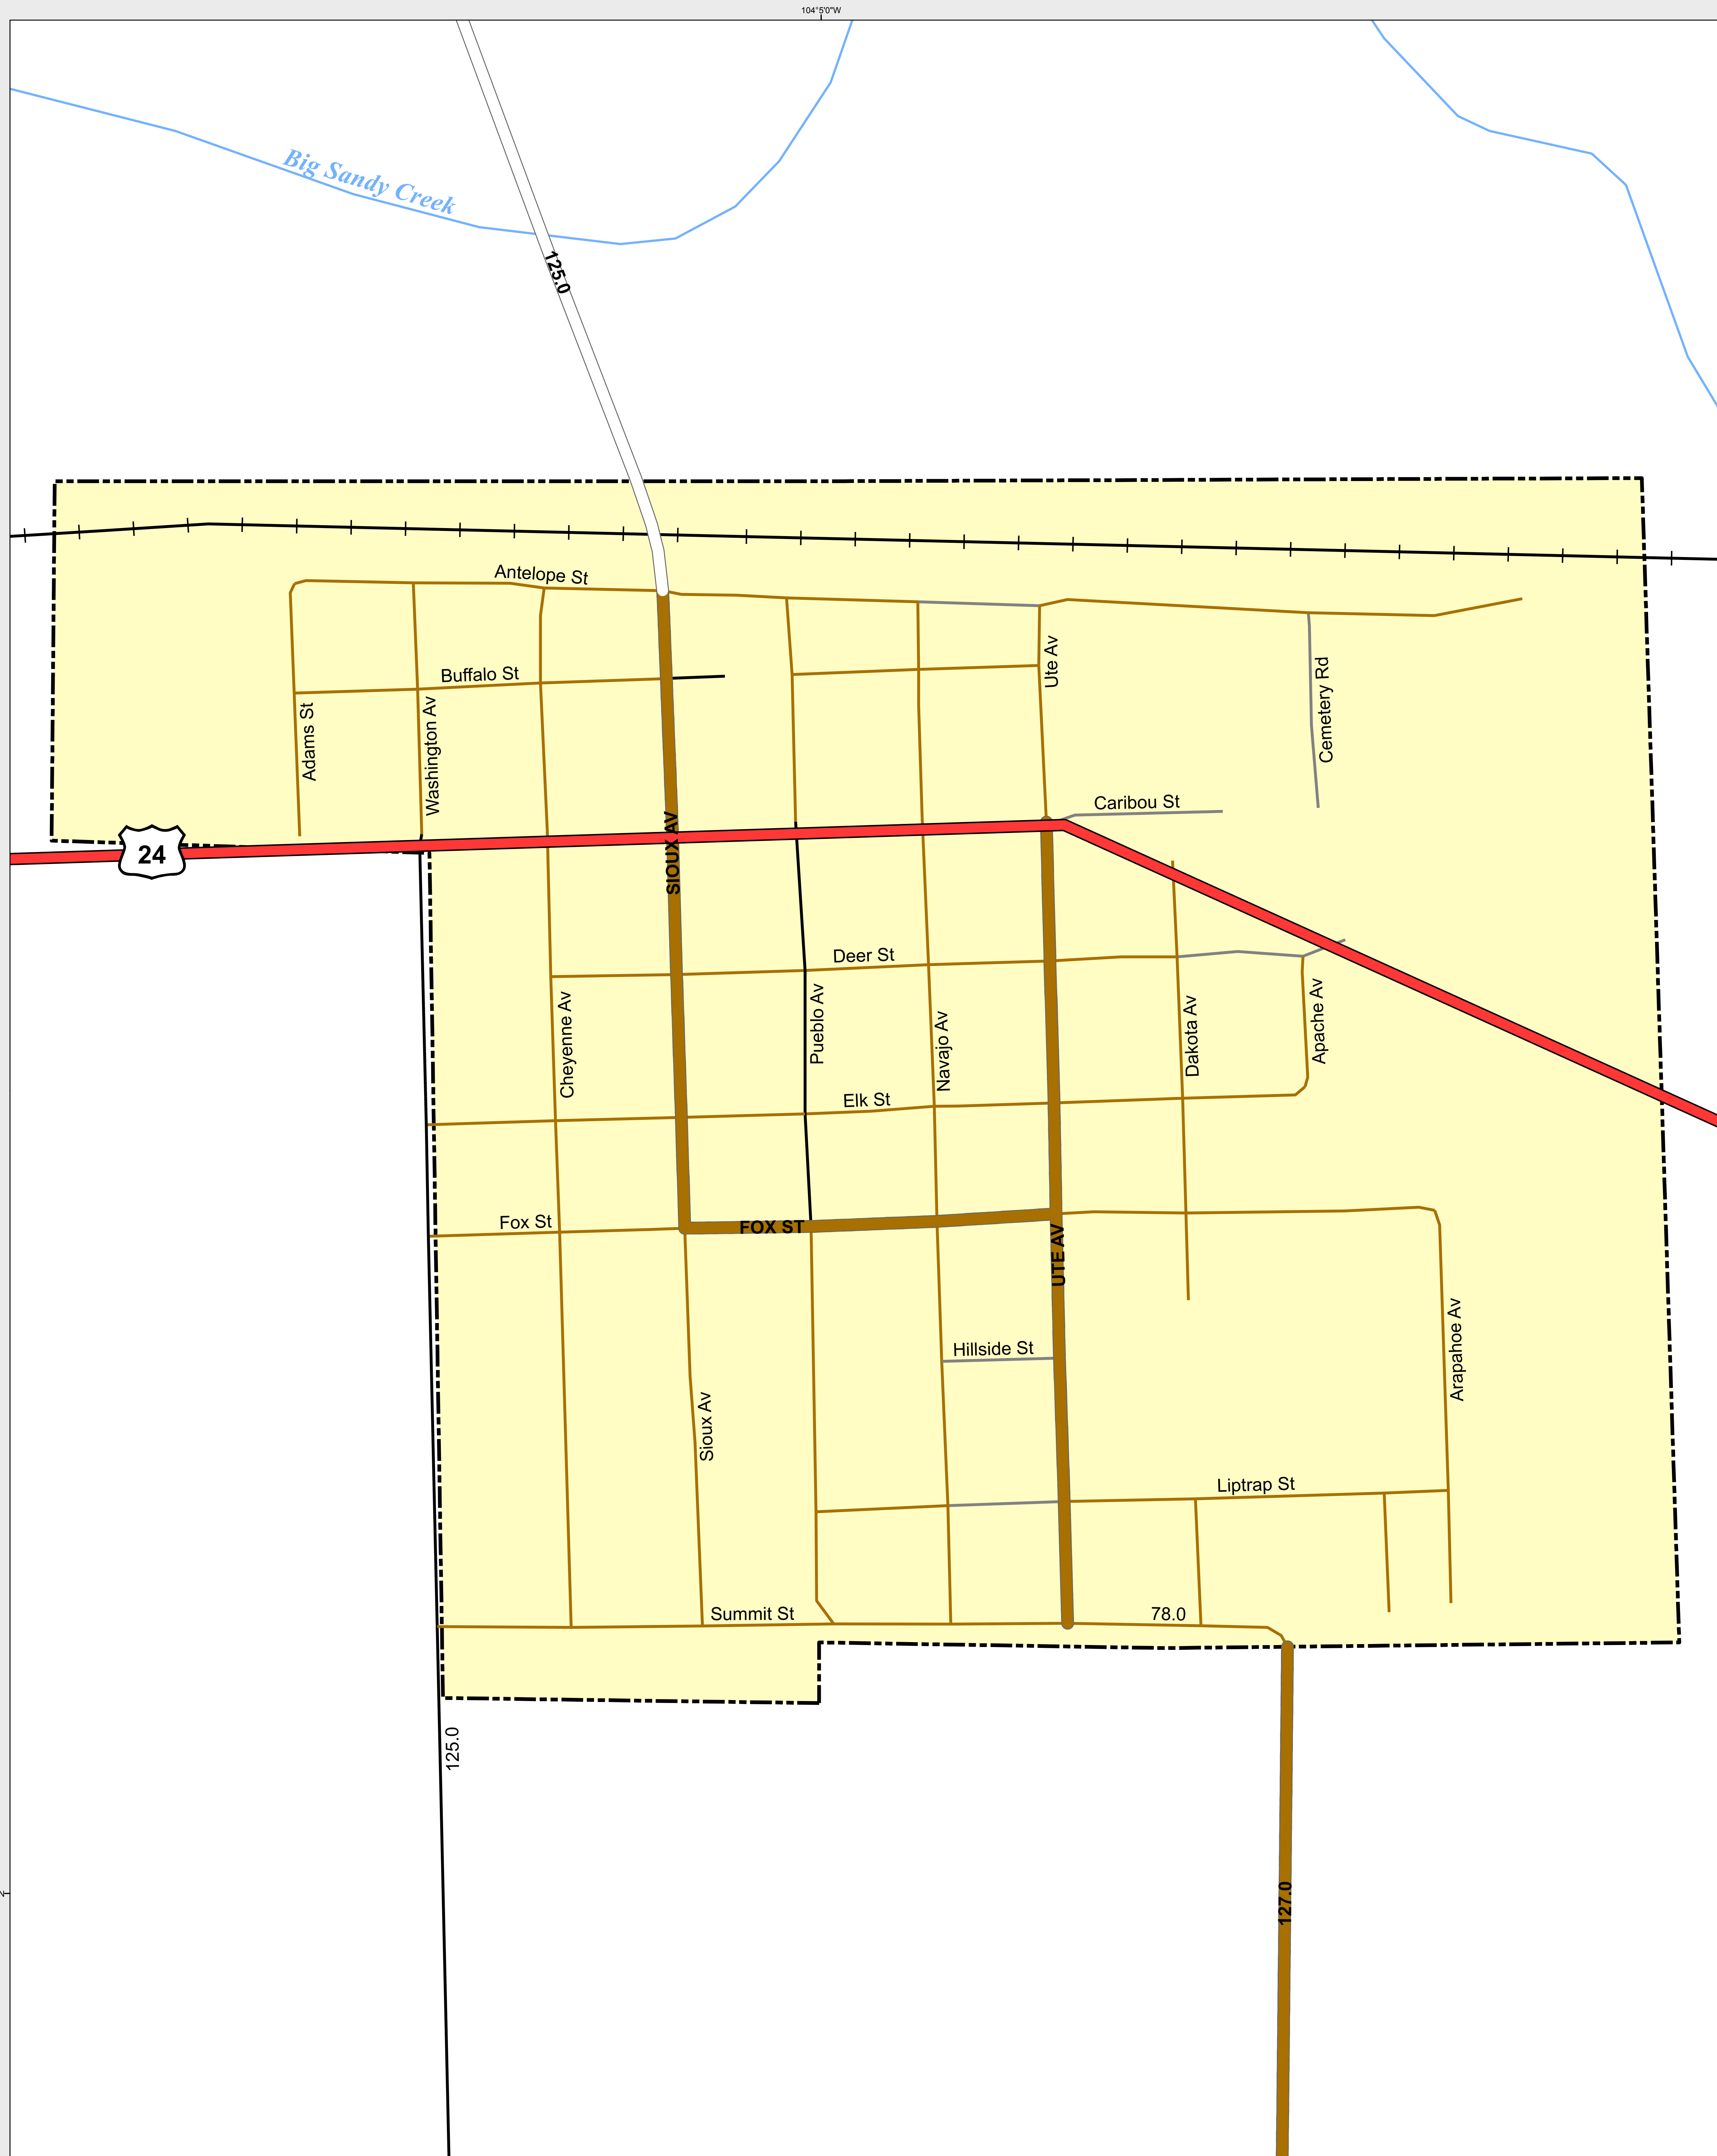 104°5'0"W
Big Sandy Creek
125.0
Antelope St
Buffalo St
Ute Av
Cemetery Rd
Adams St
Washington Av
Caribou St
24
SIOUX AV
Deer St
Cheyenne Av
Pueblo Av
Navajo Av
Dakota Av
Apache Av
Elk St
Fox St
FOX ST
UTE AV
Hillside St
Arapahoe Av
Sioux Av
Liptrap St
Summit St
78.0
125.0
127.0